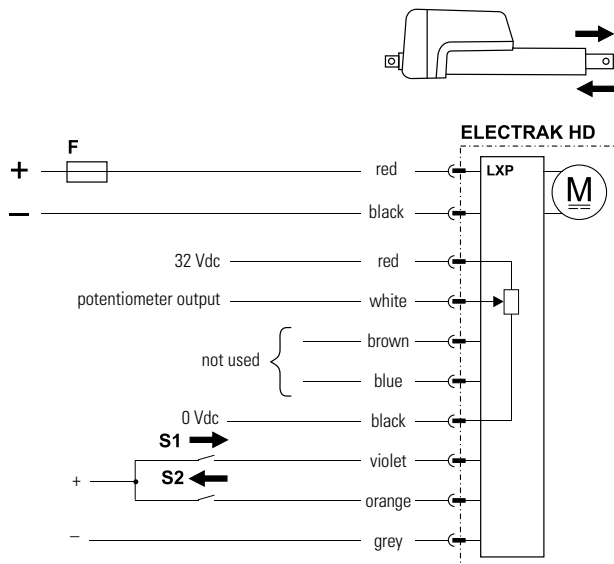 ELECTRAK HD
F
+ red LXP
M
− black
32 Vdc red
potentiometer output white
brown
not used
blue
0 Vdc black
S1
violet
S2
+
orange
− grey